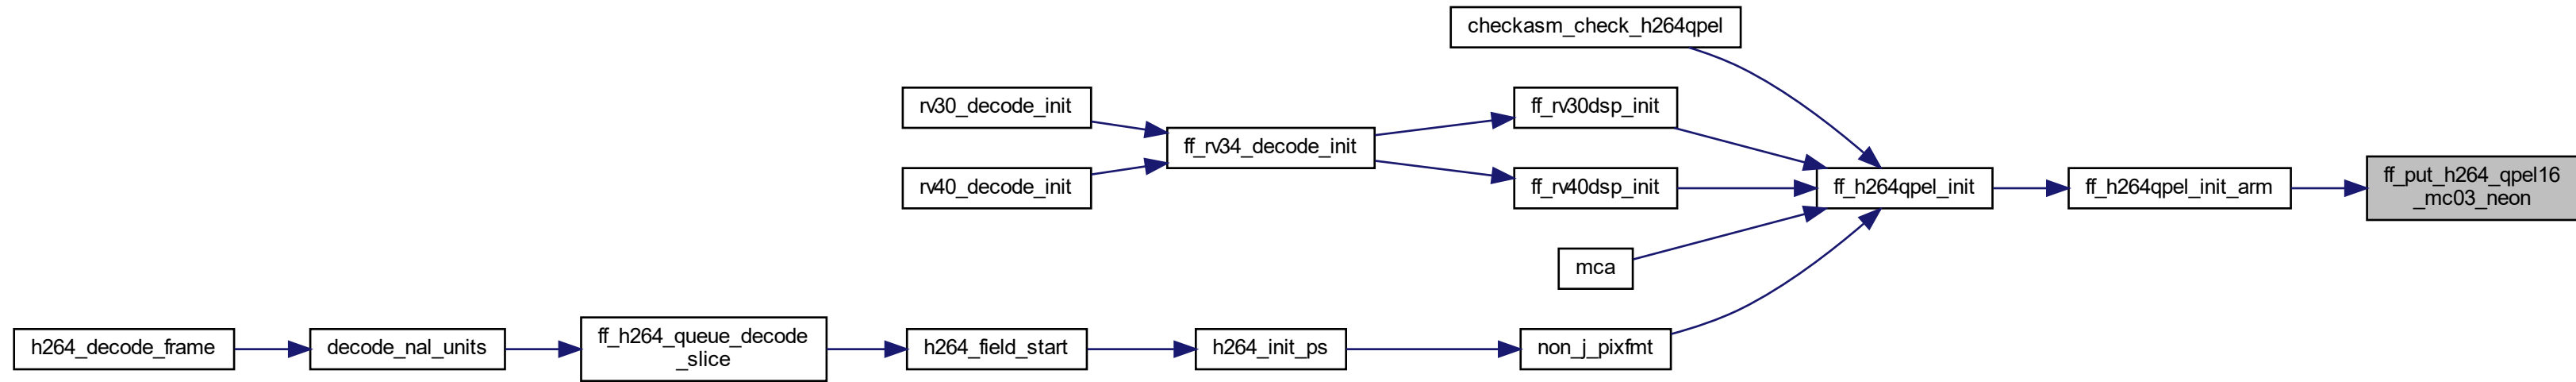 checkasm_check_h264qpel
rv30_decode_init
ff_rv30dsp_init
ff_rv34_decode_init
ff_put_h264_qpel16
_mc03_neon
rv40_decode_init
ff_rv40dsp_init
ff_h264qpel_init
ff_h264qpel_init_arm
mca
h264_decode_frame
decode_nal_units
ff_h264_queue_decode
_slice
h264_field_start
h264_init_ps
non_j_pixfmt